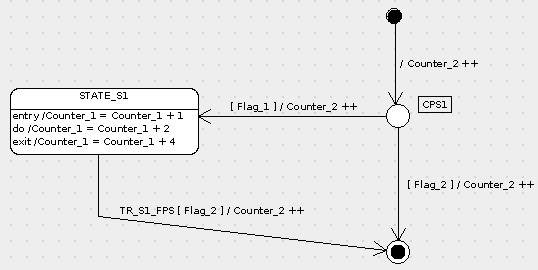 / Counter_2 ++
STATE_S1
[ Flag_1 ] / Counter_2 ++
CPS1
entry /Counter_1 = Counter_1 + 1
do /Counter_1 = Counter_1 + 2
exit /Counter_1 = Counter_1 + 4
[ Flag_2 ] / Counter_2 ++
TR_S1_FPS [ Flag_2 ] / Counter_2 ++